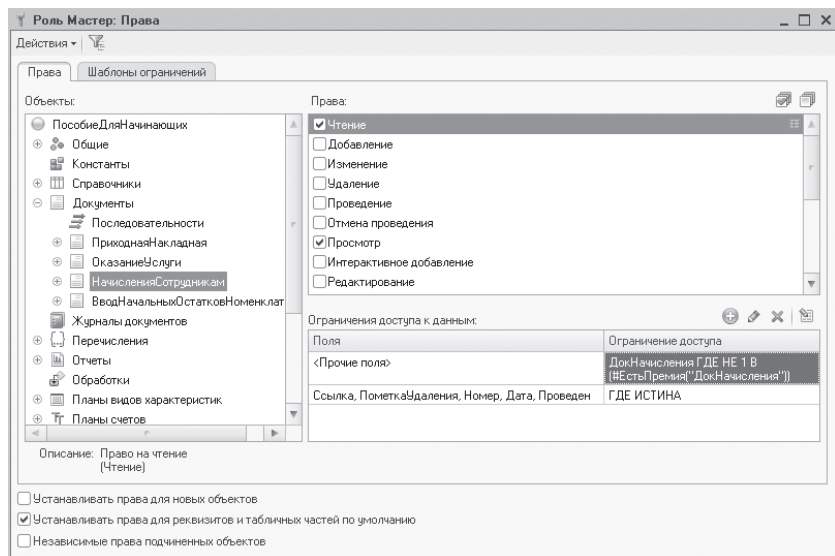 Роль Мастер: Права
Действия
Права
Шаблоны ограничений
Объекты:
ПособиеДляНачинающих
Общие
Константы
Справочники
Документы
Последовательности
ПриходнаяНакладная
ОказаниеУслуги
НачисленияСотрудникам
ВводНачальныхОстатковНоменклат
Журналы документов
Перечисления
Отчеты
Обработки
Планы видов характеристик
Планы счетов
Описание: Право на чтение
(Чтение)
Права:
Чтение
Добавление
Изменение
Удаление
Проведение
Отмена проведения
Просмотр
Интерактивное добавление
Редактирование
Ограничения доступа к данным:
Поля
Ограничение доступа
<Прочие поля>
ДокНачисления ГДЕ НЕ 1 В
(#ЕстьПремия("ДокНачисления"))
Ссылка, ПометкаУдаления, Номер, Дата, Проведен
ГДЕ ИСТИНА
Устанавливать права для новых объектов
Устанавливать права для реквизитов и табличных частей по умолчанию
Независимые права подчиненных объектов